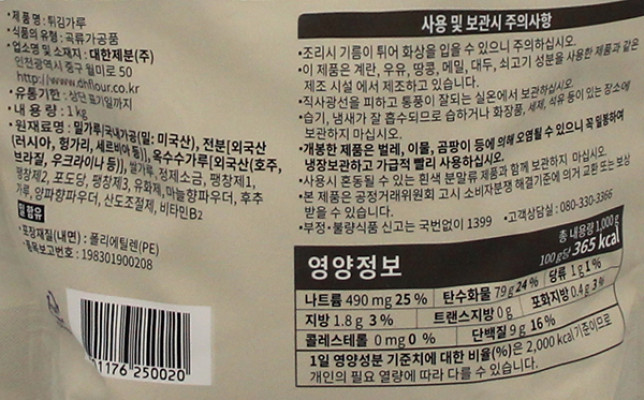 •제품명 : 튀김가루
•식품의 유형 : 곡류가공품
•업소명 및 소재지 : 대한제분(주)
인천광역시 중구 월미로 50
http://www.dhflour.co.kr
•유통기한 : 상단 표기일까지
•내용량 : 1 kg
•원재료명 : 밀가루[국내가공(밀: 미국산), 전분[외국산
(러시아, 헝가리, 세르비아 등)], 옥수수가루[외국산(호주,
브라질, 우크라이나 등)], 쌀가루, 정제소금, 팽창제1,
팽창제2, 포도당, 팽창제3, 유화제, 마늘향파우더, 후추
가루, 양파향파우더, 산도조절제, 비타민B2
밀 함유
•포장재질(내면) : 폴리에틸렌(PE)
•품목보고번호 : 198301900208
1176 250020
사용 및 보관시 주의사항
•조리시 기름이 튀어 화상을 입을 수 있으니 주의하십시오.
•이 제품은 계란, 우유, 땅콩, 메밀, 대두, 쇠고기 성분을 사용한 제품과 같은
제조 시설에서 제조하고 있습니다.
•직사광선을 피하고 통풍이 잘되는 실온에서 보관하십시오.
•습기, 냄새가 잘 흡수되므로 습하거나 화장품, 세제, 석유 등이 있는 장소에
보관하지 마십시오.
•개봉한 제품은 벌레, 이물, 곰팡이 등에 의해 오염될 수 있으니 꼭 밀봉하여
냉장보관하고 가급적 빨리 사용하십시오.
•사용시 혼동될 수 있는 흰색 분말류 제품과 함께 보관하지 마십시오.
•본 제품은 공정거래위원회 고시 소비자분쟁 해결기준에 의거 교환 또는 보상
받을 수 있습니다.
•부정•불량식품 신고는 국번없이 1399 •고객상담실 : 080-330-3366
영양정보
총 내용량 1,000 g
100 g당 365 kcal
나트륨 490 mg 25 % 탄수화물 79 g 24 % 당류 1 g 1 %
지방 1.8 g 3 % 트랜스지방 0 g 포화지방 0.4 g 3 %
콜레스테롤 0 mg 0 % 단백질 9 g 16 %
1일 영양성분 기준치에 대한 비율(%)은 2,000 kcal 기준이므로
개인의 필요 열량에 따라 다를 수 있습니다.